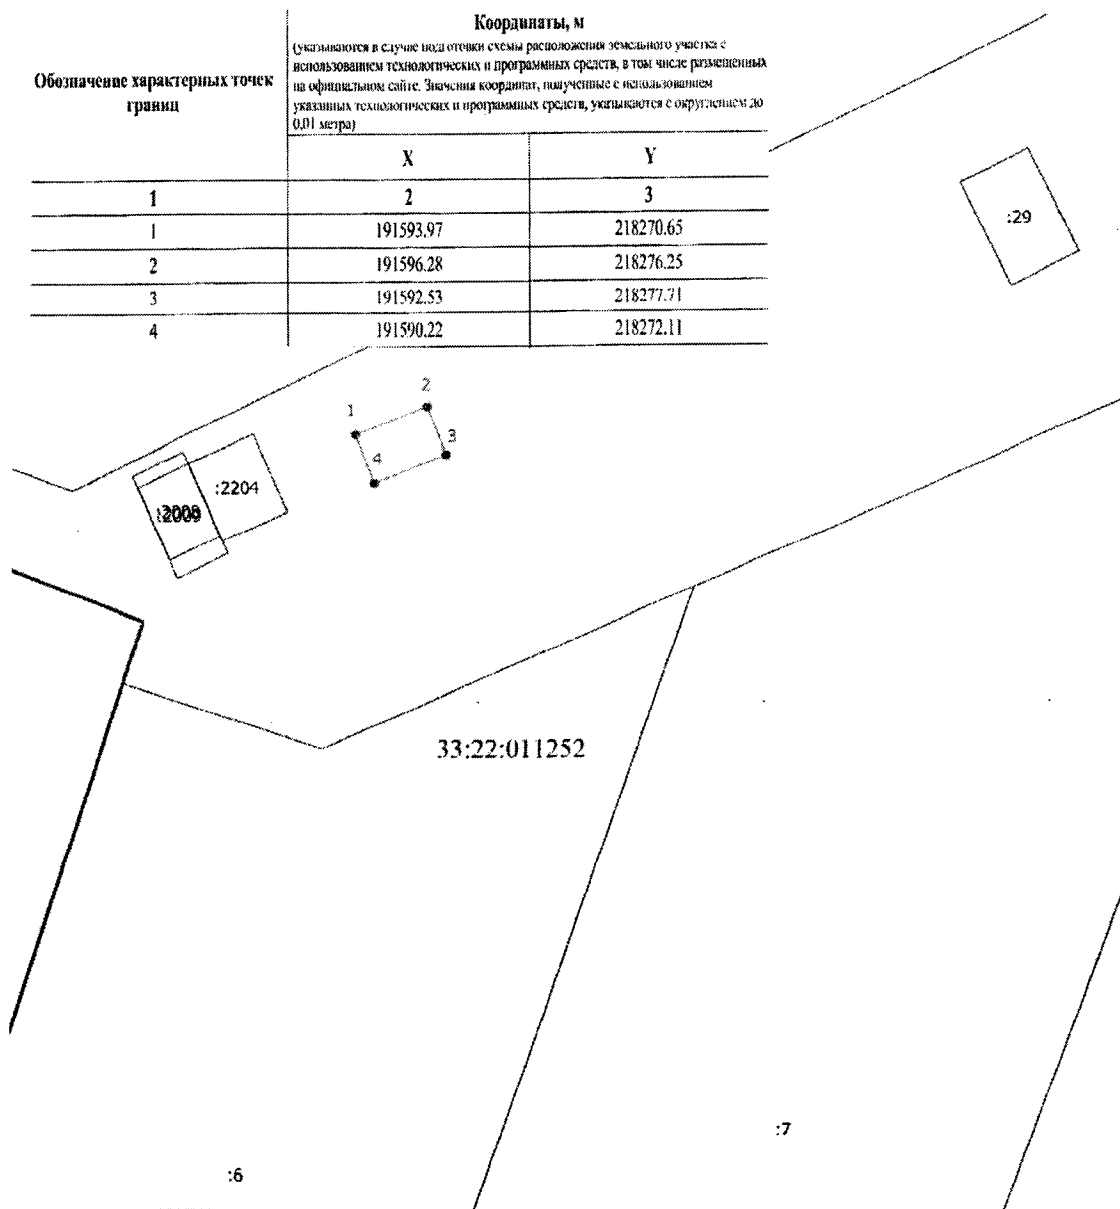 Координаты, м
(указываются в случае подготовки схемы расположения земельного участка с
использованием технологических и программных средств, в том числе размещенных
на официальном сайте. Значения координат, полученные с использованием
указанных технологических и программных средств, указываются с округлением до
0,01 метра)
Обозначение характерных точек
границ
X Y
1 2 3
1 191593.97 218270.65
2 191596.28 218276.25
3 191592.53 218277.71
4 191590.22 218272.11
:29
2
1
3
4
:2204
33:22:011252
:7
:6